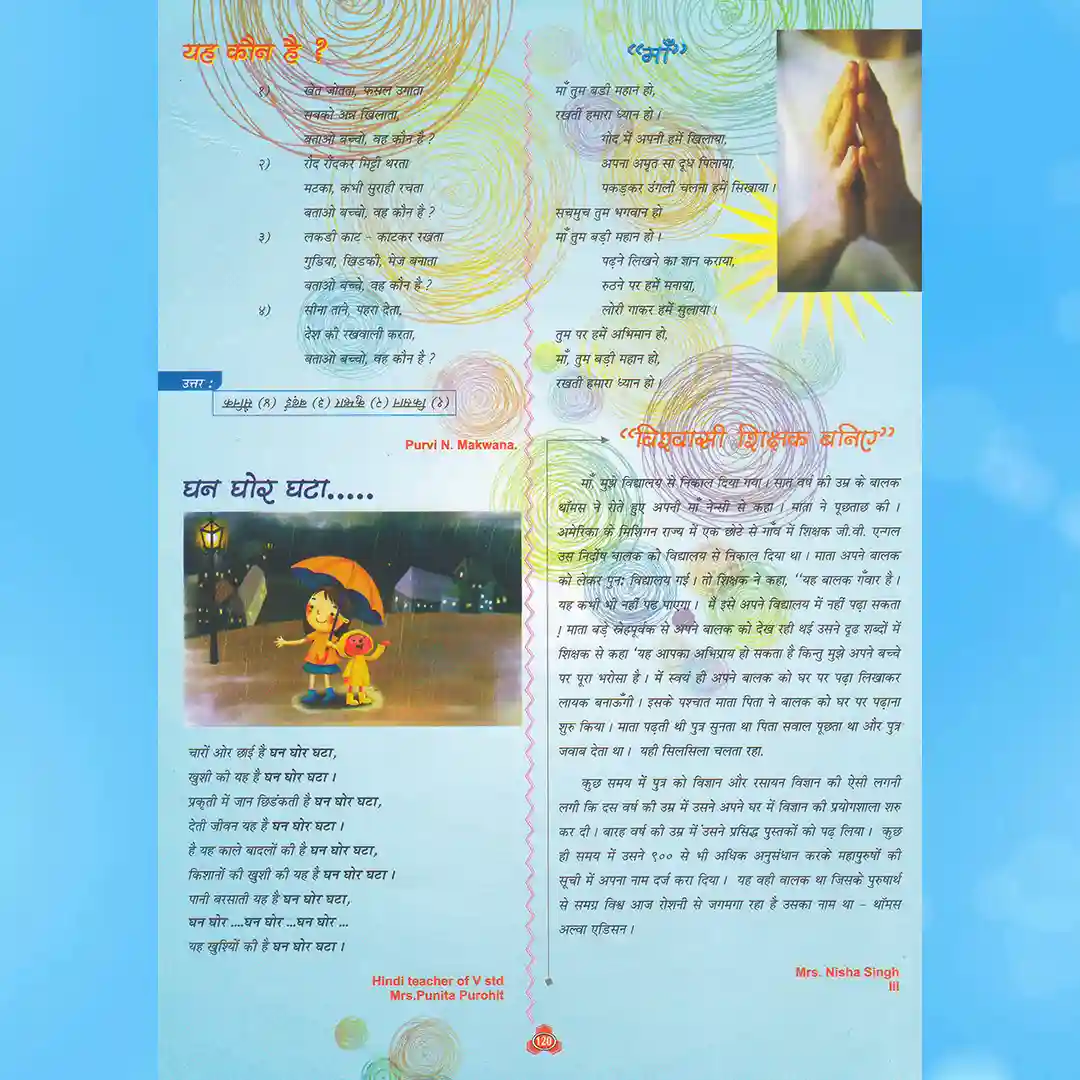 यह कौन है ?
१) खेत जोतता, फसल उगाता
सबको अन्न खिलाता,
बताओ बच्चो, वह कौन है ?
२) रौंद रौंदकर मिट्टी थरता
मटका, कभी सुराही रचता
बताओ बच्चो, वह कौन है ?
३) लकडी काट - काटकर रखता
गुडिया, खिडकी, मेज बनाता
बताओ बच्चे, वह कौन है ?
४) सीना ताने, पहरा देता,
देश की रखवाली करता,
बताओ बच्चो, वह कौन है ?
उत्तर :
(१) किसान (२) कुम्हार (३) बढ़ई (४) सैनिक
Purvi N. Makwana.
घन घोर घटा.....
चारों ओर छाई है घन घोर घटा,
खुशी की यह है घन घोर घटा ।
प्रकृती में जान छिडंकती है घन घोर घटा,
देती जीवन यह है घन घोर घटा ।
है यह काले बादलों की है घन घोर घटा,
किशानों की खुशी की यह है घन घोर घटा ।
पानी बरसाती यह है घन घोर घटा,
घन घोर ....घन घोर ...घन घोर ...
यह खुश्यिों की है घन घोर घटा ।
Hindi teacher of V std
Mrs.Punita Purohit
“माँ”
माँ तुम बडी महान हो,
रखतीं हमारा ध्यान हो ।
गोद में अपनी हमें खिलाया,
अपना अमृत सा दूध पिलाया,
पकड़कर उंगली चलना हमें सिखाया ।
सचमुच तुम भगवान हो
माँ तुम बड़ी महान हो ।
पढ़ने लिखने का ज्ञान कराया,
रुठने पर हमें मनाया,
लोरी गाकर हमें सुलाया ।
तुम पर हमें अभिमान हो,
माँ, तुम बड़ी महान हो,
रखती हमारा ध्यान हो ।
“विश्वासी शिक्षक बनिए”
माँ, मुझे विद्यालय से निकाल दिया गया । सात वर्ष की उम्र के बालक
थॉमस ने रोते हुए अपनी माँ नेन्सी से कहा । माता ने पूछताछ की ।
अमेरिका के मिशिगन राज्य में एक छोटे से गाँव में शिक्षक जी.वी. एन्गल
उस निर्दोष बालक को विद्यालय से निकाल दिया था । माता अपने बालक
को लेकर पुन: विद्यालय गई । तो शिक्षक ने कहा, “यह बालक गँवार है ।
यह कभी भी नहीं पढ पाएगा । मैं इसे अपने विद्यालय में नहीं पढ़ा सकता
! माता बड़े स्नेहपूर्वक से अपने बालक को देख रही थई उसने दृढ शब्दों में
शिक्षक से कहा 'यह आपका अभिप्राय हो सकता है किन्तु मुझे अपने बच्चे
पर पूरा भरोसा है । में स्वयं ही अपने बालक को घर पर पढ़ा लिखाकर
लायक बनाऊँगी । इसके पश्चात माता पिता ने बालक को घर पर पढ़ाना
शुरु किया । माता पढ़ती थी पुत्र सुनता था पिता सवाल पूछता था और पुत्र
जवाब देता था । यही सिलसिला चलता रहा.
कुछ समय में पुत्र को विज्ञान और रसायन विज्ञान की ऐसी लगनी
लगी कि दस वर्ष की उम्र में उसने अपने घर में विज्ञान की प्रयोगशाला शरु
कर दी । बारह वर्ष की उम्र में उसने प्रसिद्ध पुस्तकों को पढ़ लिया । कुछ
ही समय में उसने ९०० से भी अधिक अनुसंधान करके महापुरुषों की
सूची में अपना नाम दर्ज करा दिया । यह वही वालक था जिसके पुरुषार्थ
से समग्र विश्व आज रोशनी से जगमगा रहा है उसका नाम था - थॉमस
अल्वा एडिसन ।
Mrs. Nisha Singh
III
120